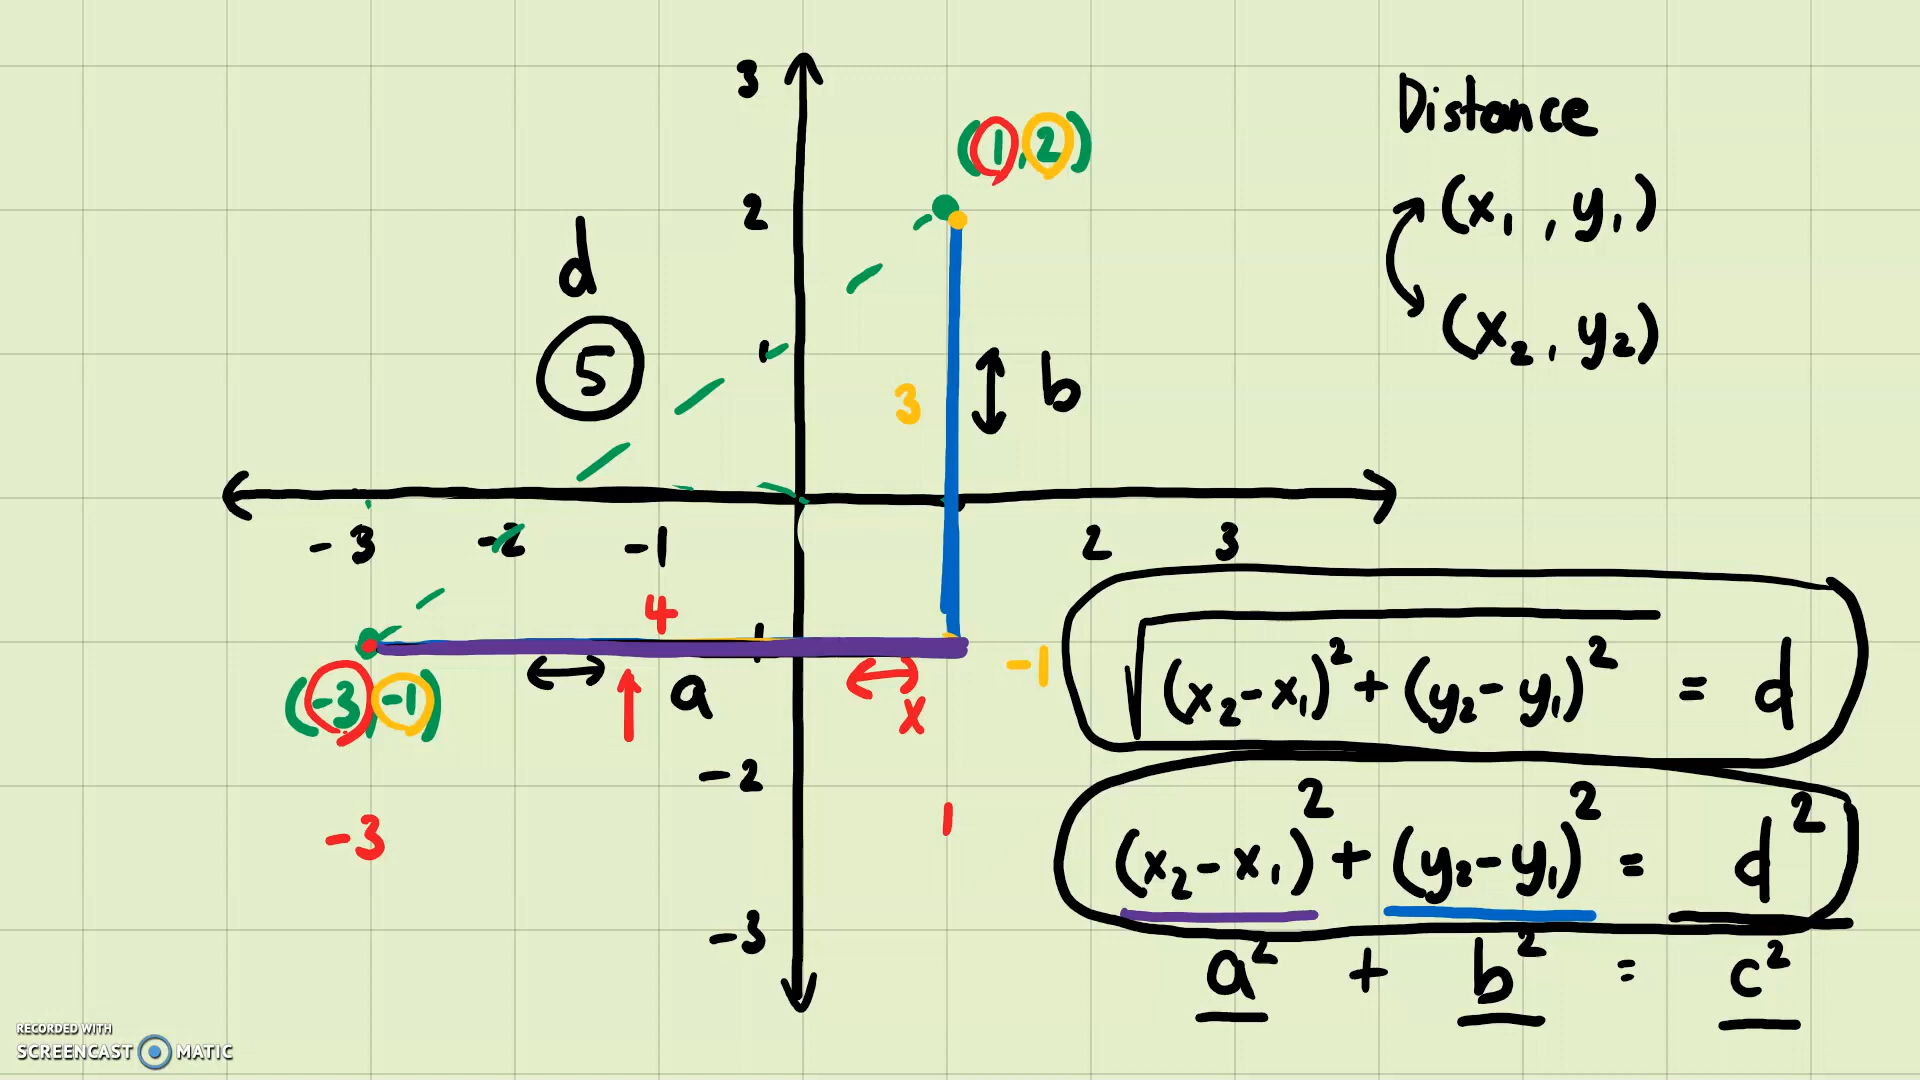 3
(1,2)
Distance
2
(x₁, y₁)
d
(x₂, y₂)
5
1
3
b
-3 -2 -1 2 3
4
-1
√(x₂-x₁)² + (y₂-y₁)² = d
(-3,-1)
a
x
-2
-3
1
(x₂-x₁)² + (y₂-y₁)² = d²
-3
a² + b² = c²
RECORDED WITH
SCREENCAST MATIC